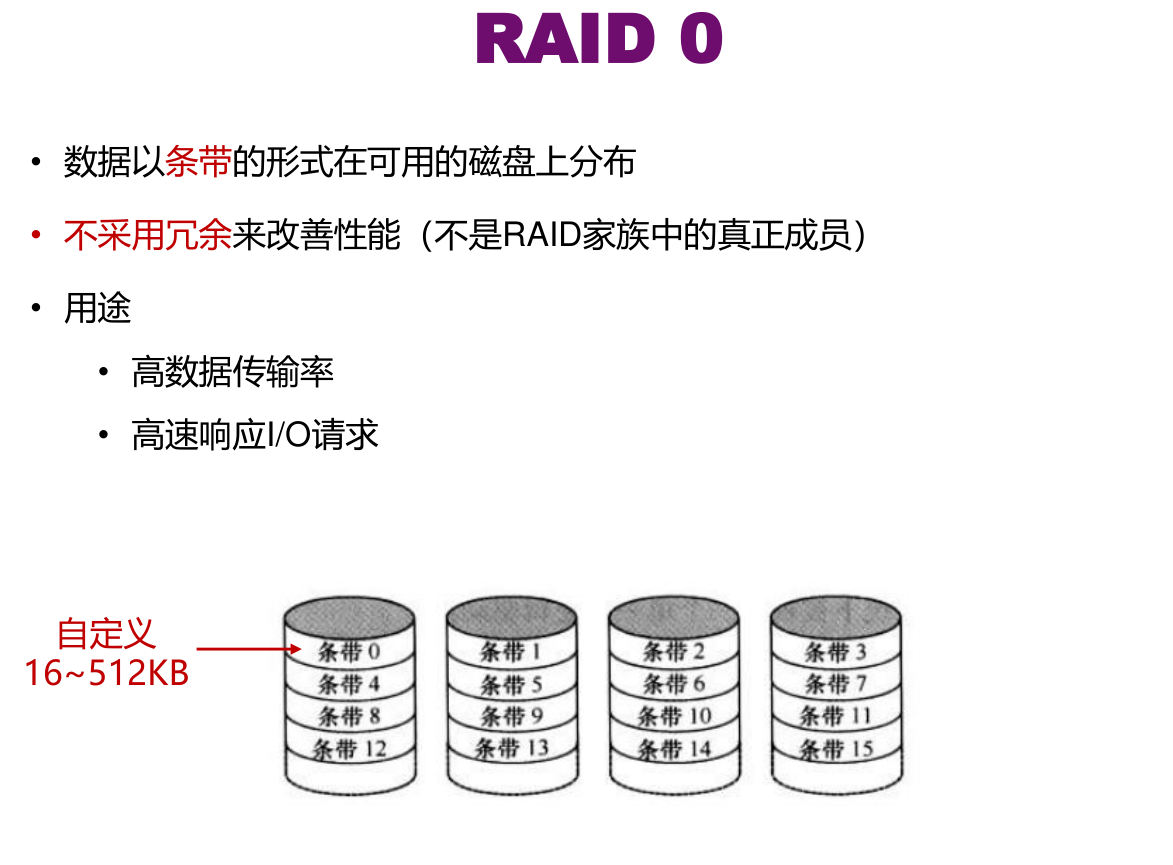 RAID 0
• 数据以条带的形式在可用的磁盘上分布
• 不采用冗余来改善性能（不是RAID家族中的真正成员）
• 用途
• 高数据传输率
• 高速响应I/O请求
自定义
16~512KB
条带 0 条带 1 条带 2 条带 3
条带 4 条带 5 条带 6 条带 7
条带 8 条带 9 条带 10 条带 11
条带 12 条带 13 条带 14 条带 15